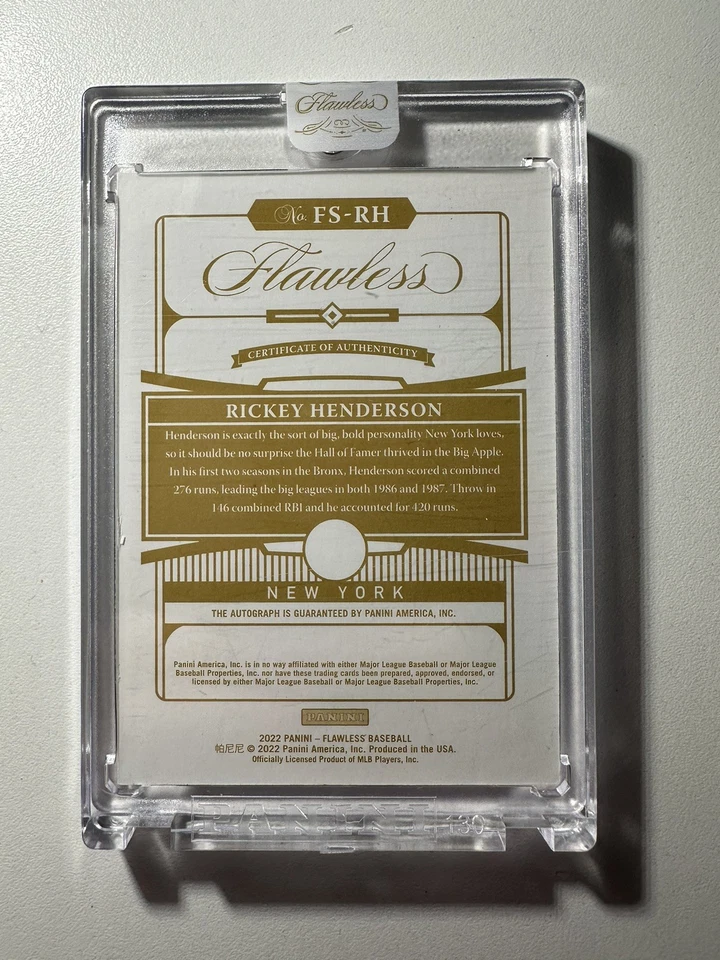 Flawless
No. FS-RH
Flawless
CERTIFICATE OF AUTHENTICITY
RICKEY HENDERSON
Henderson is exactly the sort of big, bold personality New York loves,
so it should be no surprise the Hall of Famer thrived in the Big Apple.
In his first two seasons in the Bronx, Henderson scored a combined
276 runs, leading the big leagues in both 1986 and 1987. Throw in
146 combined RBI and he accounted for 420 runs.
NEW YORK
THE AUTOGRAPH IS GUARANTEED BY PANINI AMERICA, INC.
Panini America, Inc. is in no way affiliated with either Major League Baseball or Major League
Baseball Properties, Inc. nor have these trading cards been prepared, approved, endorsed, or
licensed by either Major League Baseball or Major League Baseball Properties, Inc.
PANINI
2022 PANINI – FLAWLESS BASEBALL
帕尼尼 © 2022 Panini America, Inc. Produced in the USA.
Officially Licensed Product of MLB Players, Inc.
PANINI
130